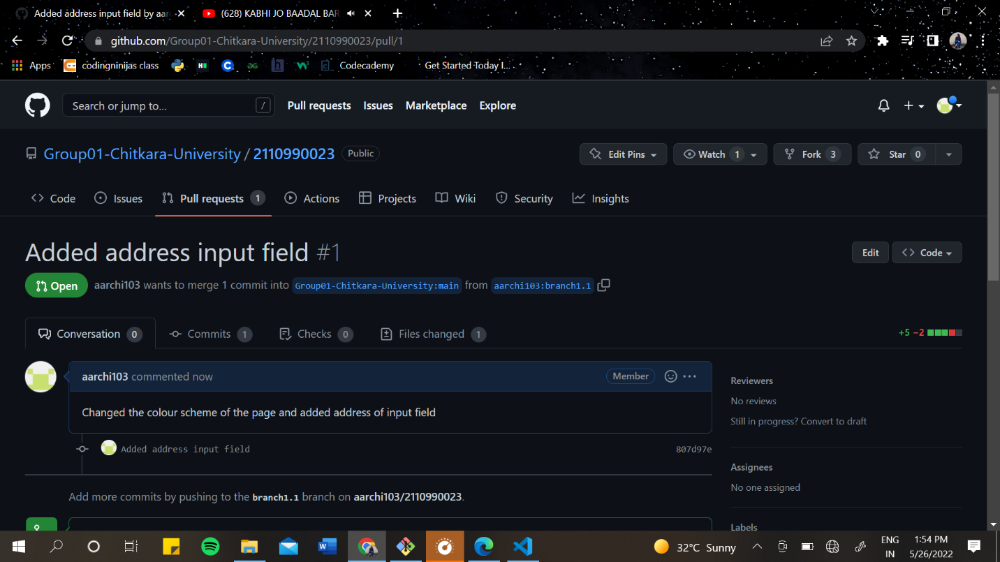 Added address input field by aar
(628) KABHI JO BAADAL BAR
github.com/Group01-Chitkara-University/2110990023/pull/1
Apps codingninijas class Codecademy Get Started Today I...
Search or jump to... / Pull requests Issues Marketplace Explore
Group01-Chitkara-University / 2110990023 Public Edit Pins Watch 1 Fork 3 Star 0
Code Issues Pull requests 1 Actions Projects Wiki Security Insights
Added address input field #1 Edit Code
Open aarchi103 wants to merge 1 commit into Group01-Chitkara-University:main from aarchi103:branch1.1
Conversation 0 Commits 1 Checks 0 Files changed 1 +5 −2
aarchi103 commented now Member
Changed the colour scheme of the page and added address of input field
Added address input field 807d97e
Add more commits by pushing to the branch1.1 branch on aarchi103/2110990023.
Reviewers
No reviews
Still in progress? Convert to draft
Assignees
No one assigned
Labels
32°C Sunny
ENG
IN
1:54 PM
5/26/2022